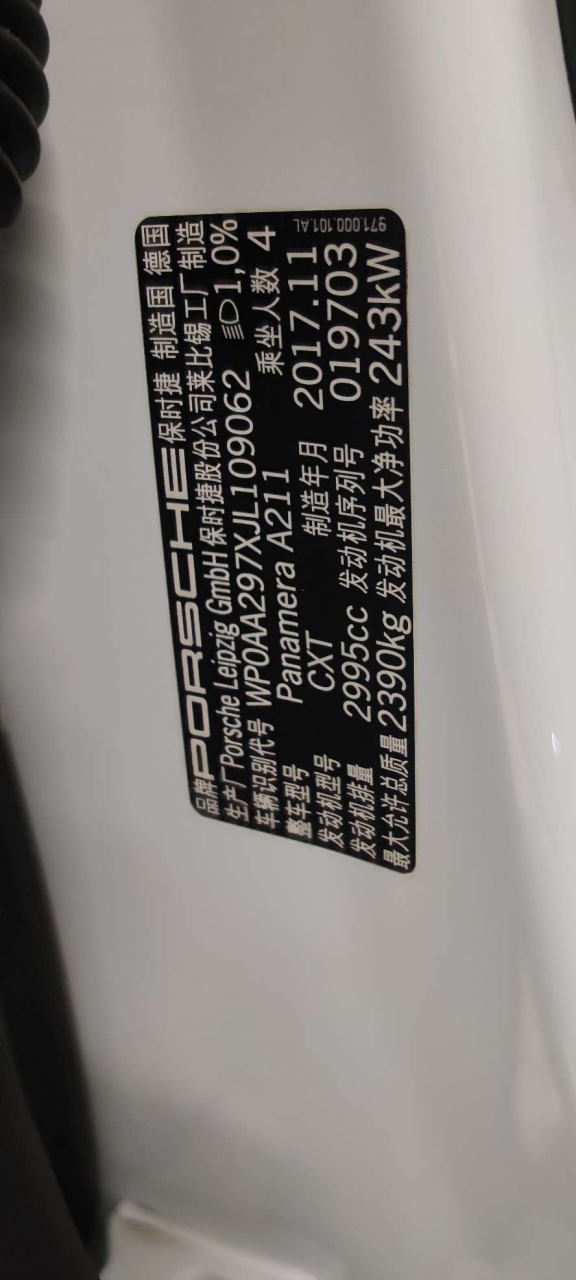 971.000.101.AL
品牌 PORSCHE 保时捷 制造国 德国
生产厂 Porsche Leipzig GmbH 保时捷股份公司莱比锡工厂 制造
车辆识别代号 WP0AA297XJL109062 1,0%
整车型号 Panamera A211 乘坐人数 4
发动机型号 CXT 制造年月 2017.11
发动机排量 2995cc 发动机序列号 019703
最大允许总质量 2390kg 发动机最大净功率 243kW